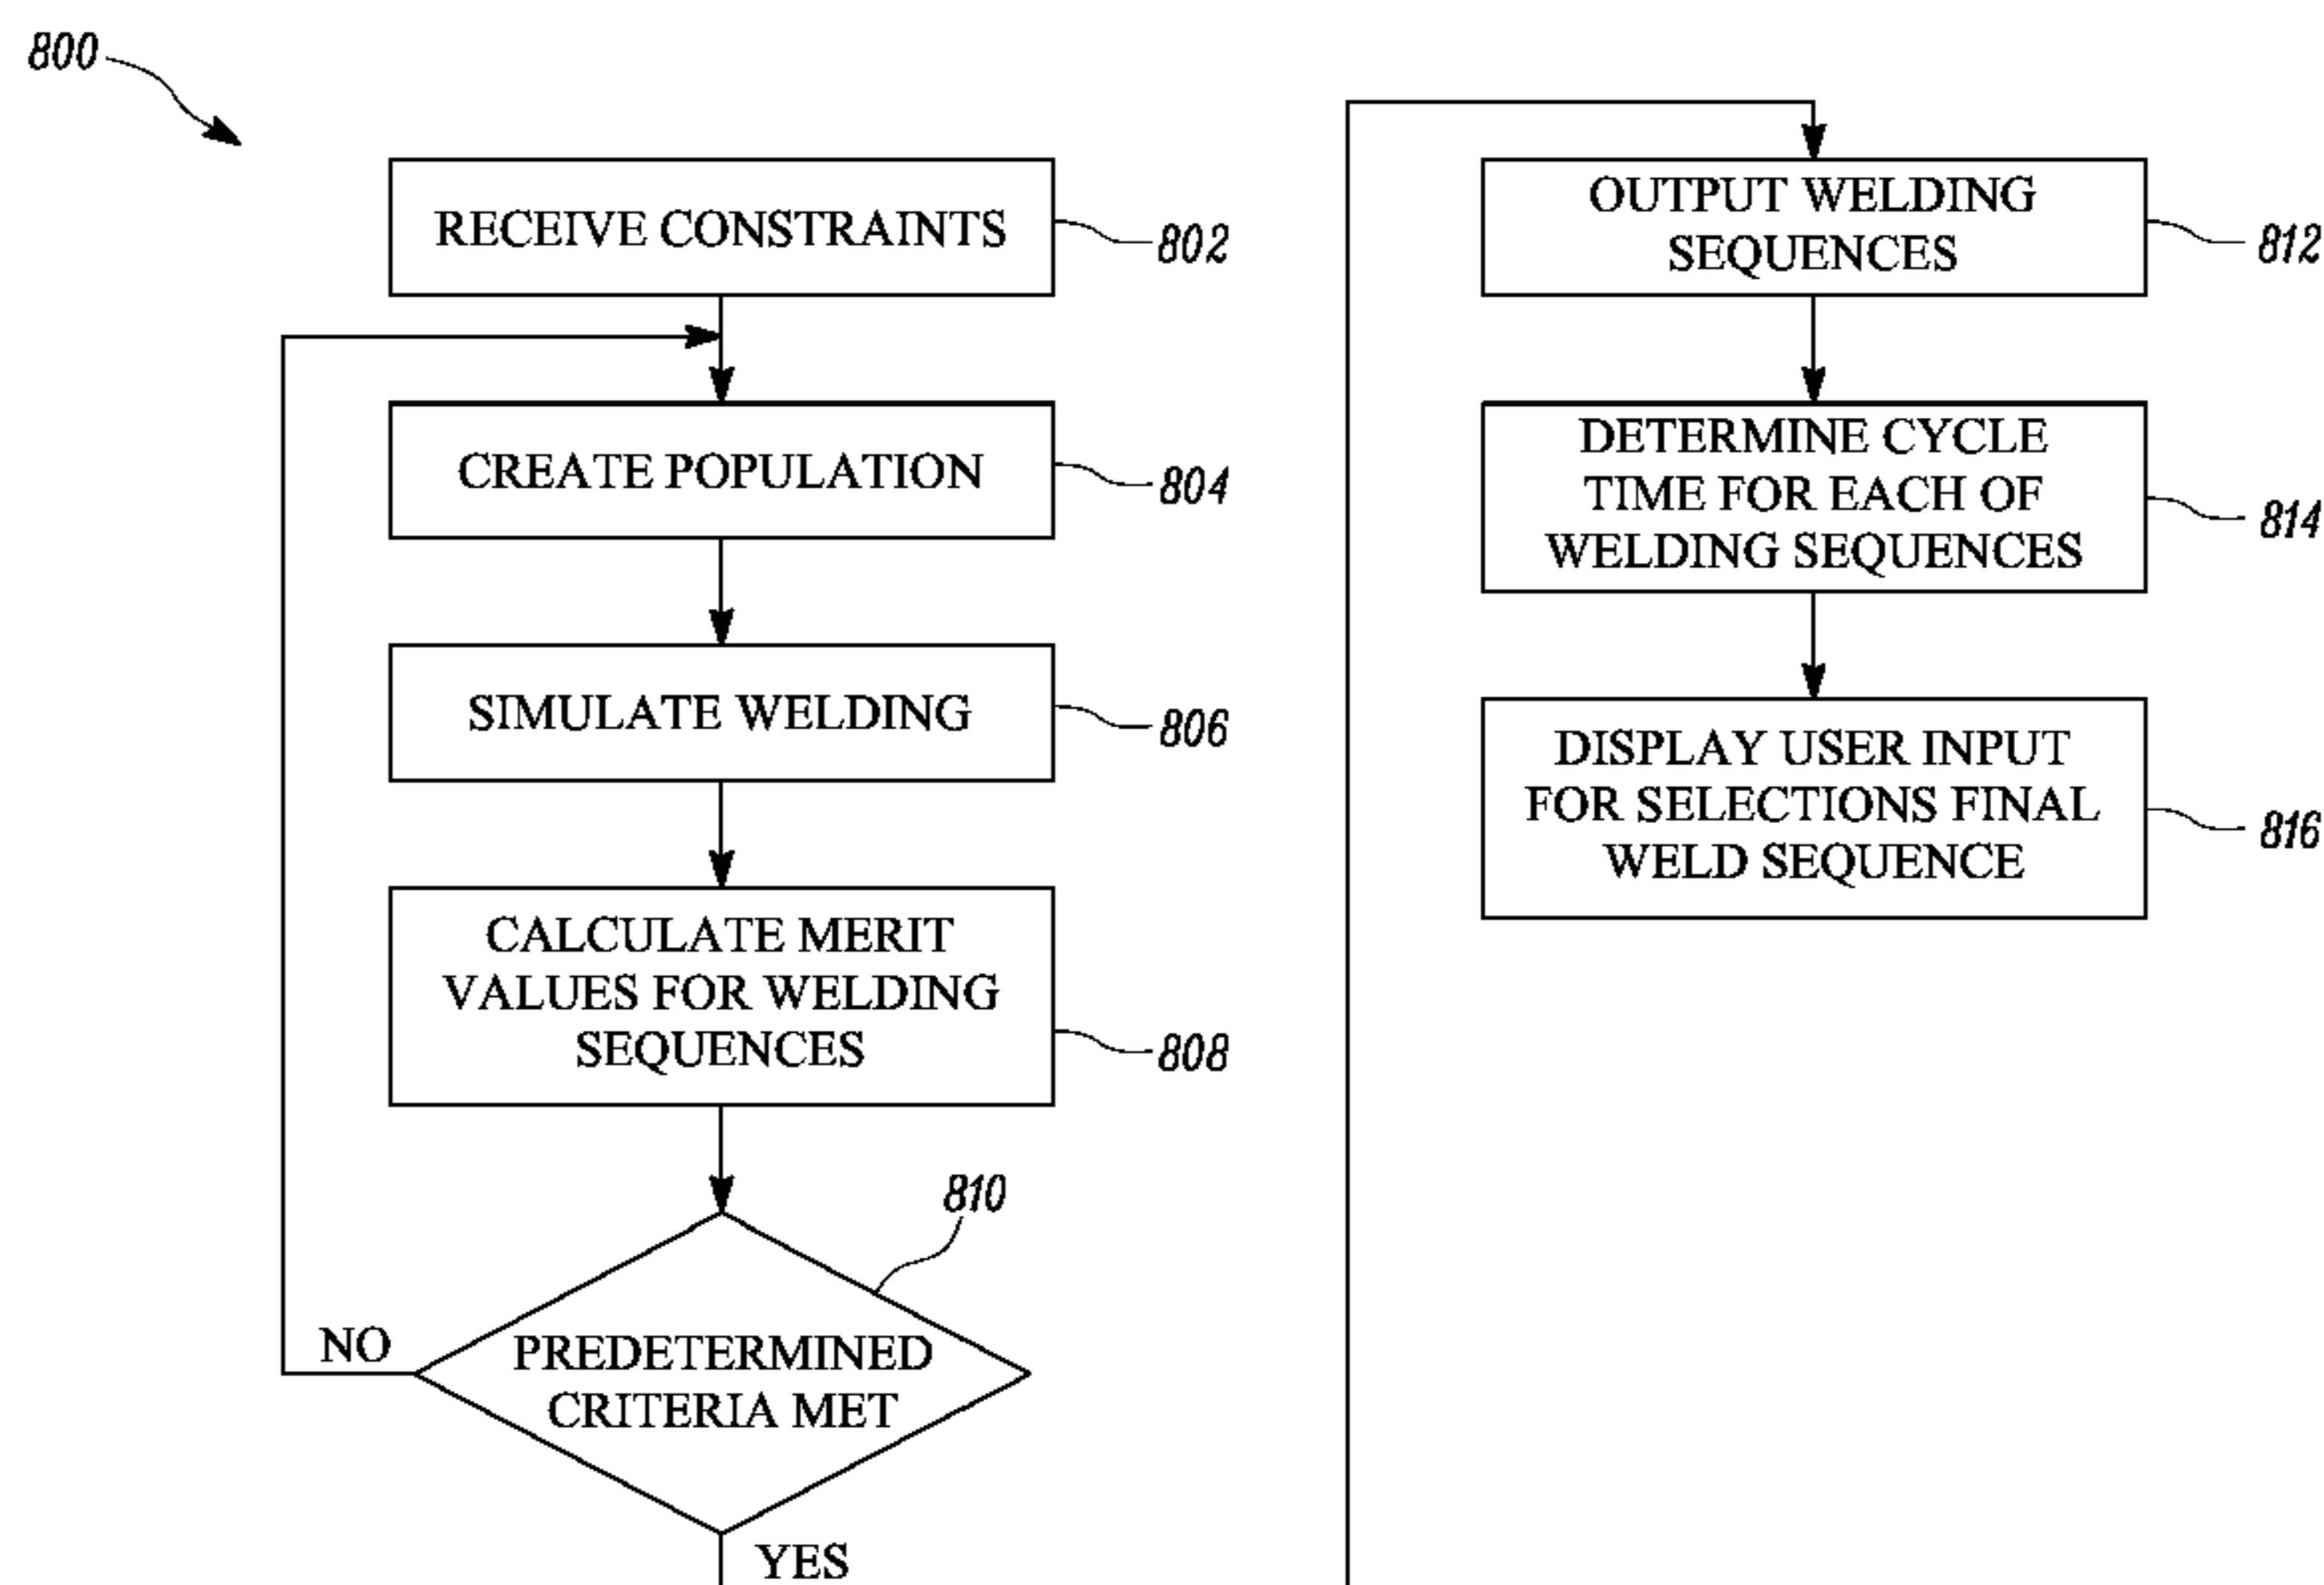 800
RECEIVE CONSTRAINTS
802
CREATE POPULATION
804
SIMULATE WELDING
806
CALCULATE MERIT
VALUES FOR WELDING
SEQUENCES
808
810
PREDETERMINED
CRITERIA MET
NO
YES
OUTPUT WELDING
SEQUENCES
812
DETERMINE CYCLE
TIME FOR EACH OF
WELDING SEQUENCES
814
DISPLAY USER INPUT
FOR SELECTIONS FINAL
WELD SEQUENCE
816